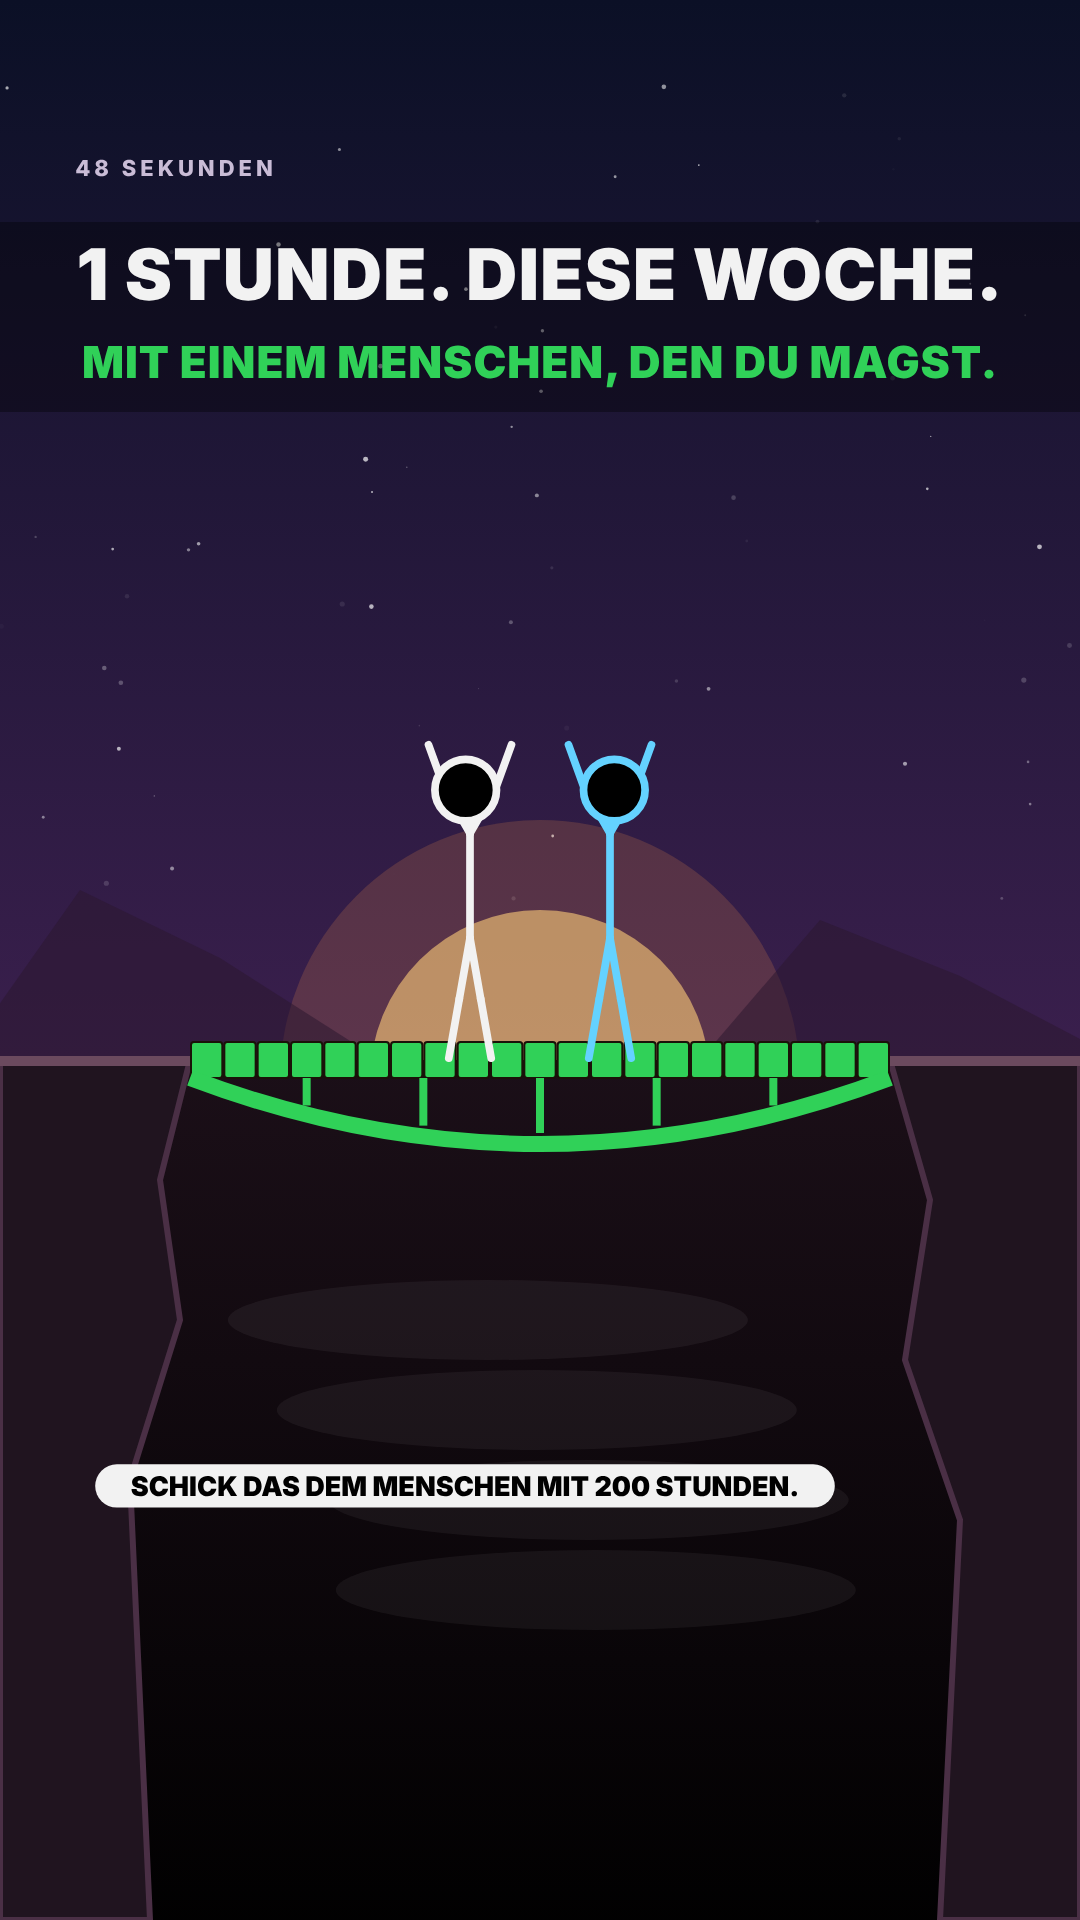 48 SEKUNDEN
1 STUNDE. DIESE WOCHE.
MIT EINEM MENSCHEN, DEN DU MAGST.
SCHICK DAS DEM MENSCHEN MIT 200 STUNDEN.